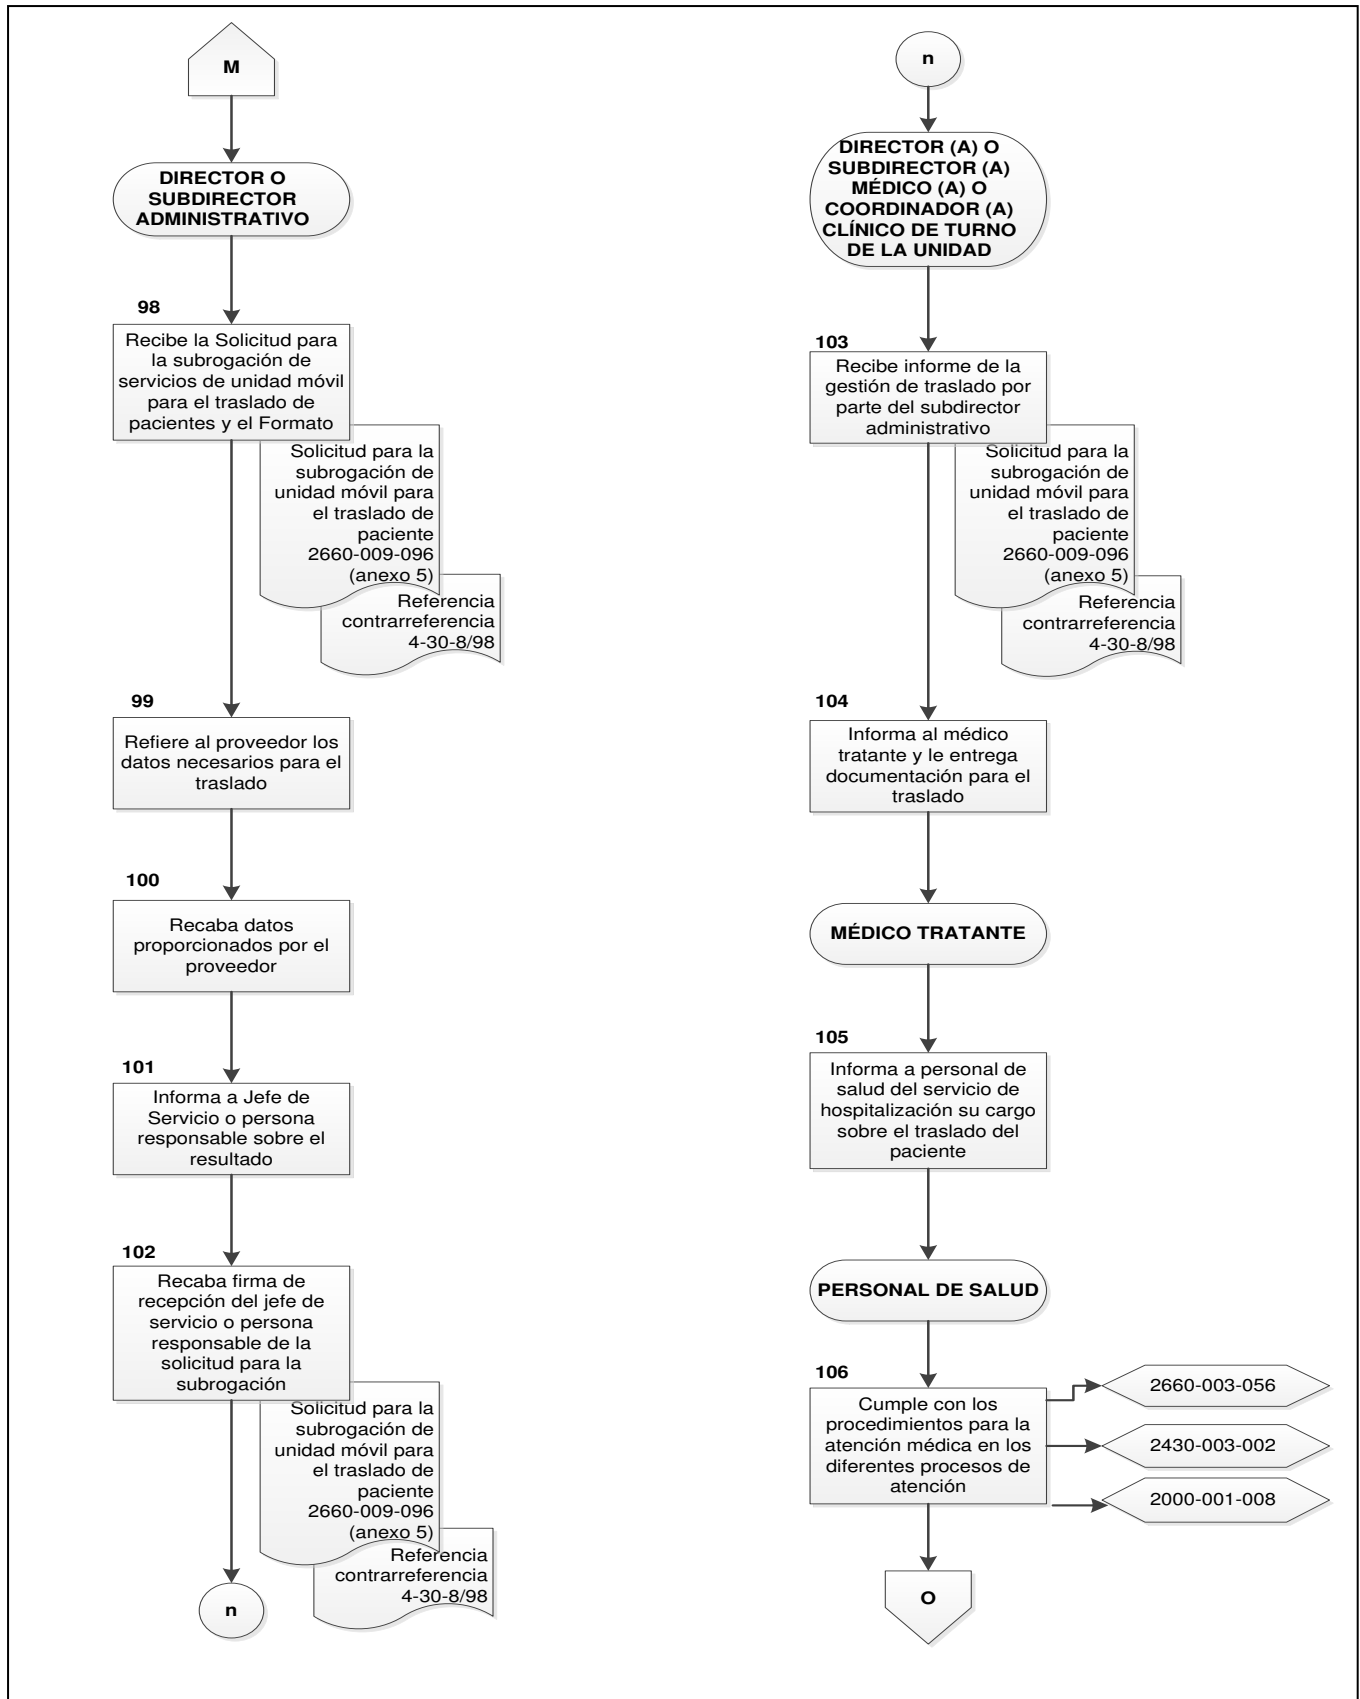 M
DIRECTOR O
SUBDIRECTOR
ADMINISTRATIVO
98
Recibe la Solicitud para
la subrogación de
servicios de unidad móvil
para el traslado de
pacientes y el Formato
Solicitud para la
subrogación de
unidad móvil para
el traslado de
paciente
2660-009-096
(anexo 5)
Referencia
contrarreferencia
4-30-8/98
99
Refiere al proveedor los
datos necesarios para el
traslado
100
Recaba datos
proporcionados por el
proveedor
101
Informa a Jefe de
Servicio o persona
responsable sobre el
resultado
102
Recaba firma de
recepción del jefe de
servicio o persona
responsable de la
solicitud para la
subrogación
Solicitud para la
subrogación de
unidad móvil para
el traslado de
paciente
2660-009-096
(anexo 5)
Referencia
contrarreferencia
4-30-8/98
n
n
DIRECTOR (A) O
SUBDIRECTOR (A)
MÉDICO (A) O
COORDINADOR (A)
CLÍNICO DE TURNO
DE LA UNIDAD
103
Recibe informe de la
gestión de traslado por
parte del subdirector
administrativo
Solicitud para la
subrogación de
unidad móvil para
el traslado de
paciente
2660-009-096
(anexo 5)
Referencia
contrarreferencia
4-30-8/98
104
Informa al médico
tratante y le entrega
documentación para el
traslado
MÉDICO TRATANTE
105
Informa a personal de
salud del servicio de
hospitalización su cargo
sobre el traslado del
paciente
PERSONAL DE SALUD
106
Cumple con los
procedimientos para la
atención médica en los
diferentes procesos de
atención
2660-003-056
2430-003-002
2000-001-008
O